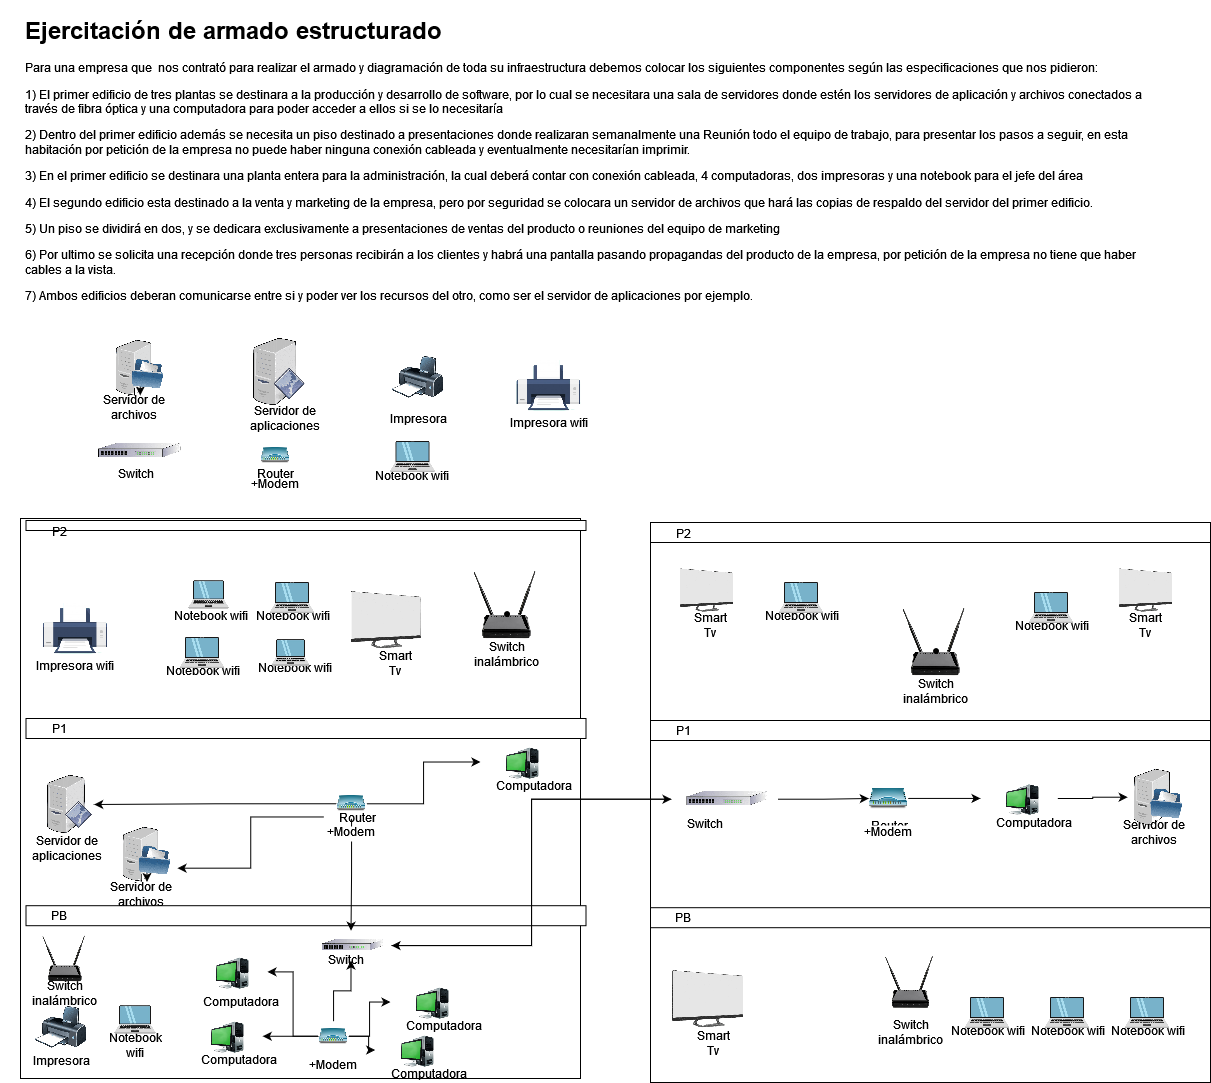 Ejercitación de armado estructurado
Para una empresa que  nos contrató para realizar el armado y diagramación de toda su infraestructura debemos colocar los siguientes componentes según las especificaciones que nos pidieron:
1) El primer edificio de tres plantas se destinara a la producción y desarrollo de software, por lo cual se necesitara una sala de servidores donde estén los servidores de aplicación y archivos conectados a
través de fibra óptica y una computadora para poder acceder a ellos si se lo necesitaría
2) Dentro del primer edificio además se necesita un piso destinado a presentaciones donde realizaran semanalmente una Reunión todo el equipo de trabajo, para presentar los pasos a seguir, en esta
habitación por petición de la empresa no puede haber ninguna conexión cableada y eventualmente necesitarían imprimir.
3) En el primer edificio se destinara una planta entera para la administración, la cual deberá contar con conexión cableada, 4 computadoras, dos impresoras y una notebook para el jefe del área
4) El segundo edificio esta destinado a la venta y marketing de la empresa, pero por seguridad se colocara un servidor de archivos que hará las copias de respaldo del servidor del primer edificio.
5) Un piso se dividirá en dos, y se dedicara exclusivamente a presentaciones de ventas del producto o reuniones del equipo de marketing
6) Por ultimo se solicita una recepción donde tres personas recibirán a los clientes y habrá una pantalla pasando propagandas del producto de la empresa, por petición de la empresa no tiene que haber
cables a la vista.
7) Ambos edificios deberan comunicarse entre si y poder ver los recursos del otro, como ser el servidor de aplicaciones por ejemplo.
Servidor de
archivos
Servidor de
aplicaciones
Impresora
Impresora wifi
Switch
Router
+Modem
Notebook wifi
P2
Impresora wifi
Notebook wifi
Notebook wifi
Notebook wifi
Notebook wifi
Smart
Tv
Switch
inalámbrico
P1
Servidor de
aplicaciones
Servidor de
archivos
Router
+Modem
Computadora
PB
Switch
inalámbrico
Impresora
Notebook
wifi
Computadora
Computadora
Switch
+Modem
Computadora
Computadora
P2
Smart
Tv
Notebook wifi
Switch
inalámbrico
Notebook wifi
Smart
Tv
P1
Switch
Router
+Modem
Computadora
Servidor de
archivos
PB
Smart
Tv
Switch
inalámbrico
Notebook wifi
Notebook wifi
Notebook wifi